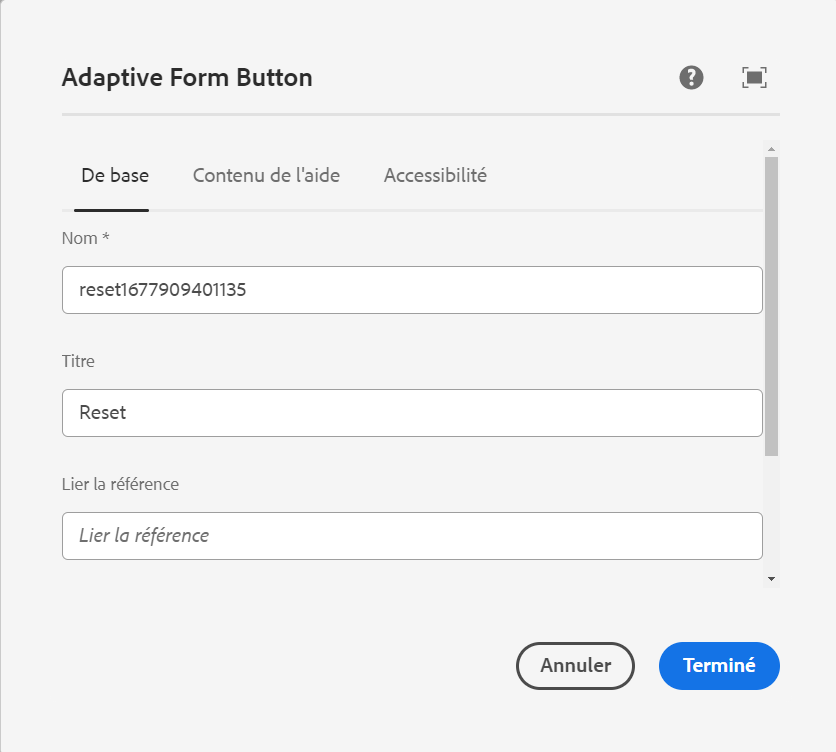 Adaptive Form Button
?
De base Contenu de l'aide Accessibilité
Nom *
reset1677909401135
Titre
Reset
Lier la référence
Lier la référence
Annuler Terminé